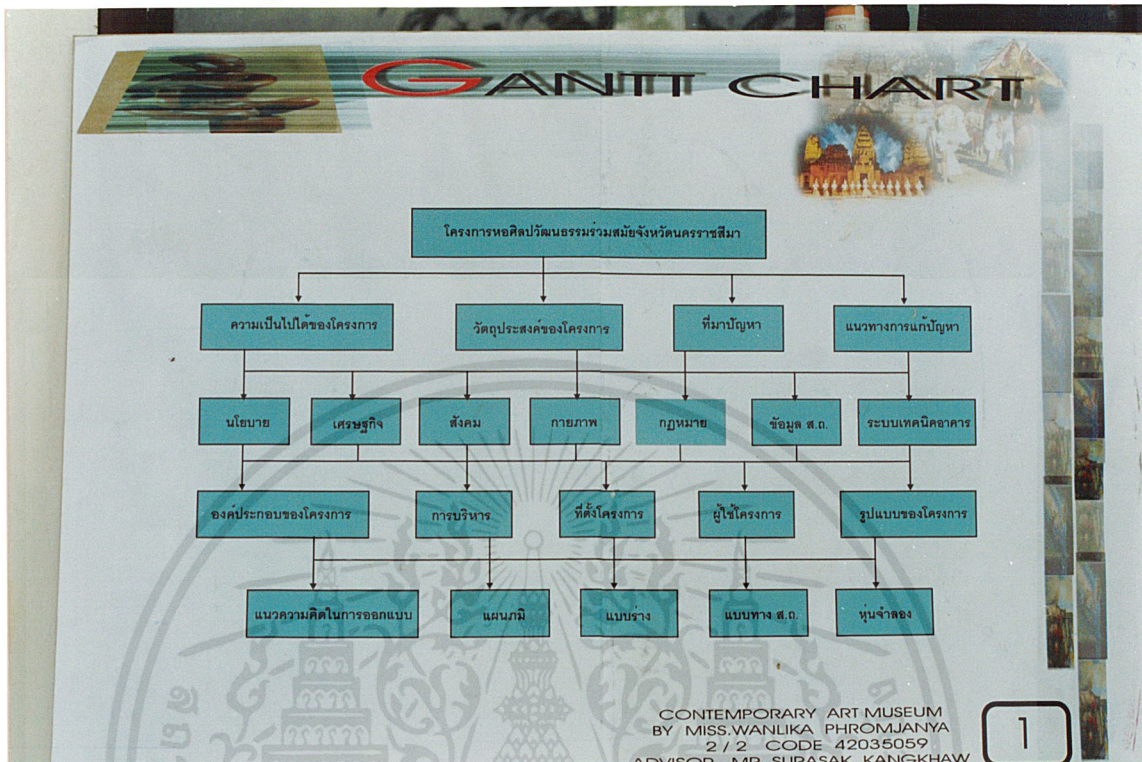 GANTT CHART
โครงการหอศิลปวัฒนธรรมร่วมสมัยจังหวัดนครราชสีมา
ความเป็นไปได้ของโครงการ
วัตถุประสงค์ของโครงการ
ที่มาปัญหา
แนวทางการแก้ปัญหา
นโยบาย
เศรษฐกิจ
สังคม
กายภาพ
กฎหมาย
ข้อมูล ส.ถ.
ระบบเทคนิคอาคาร
องค์ประกอบของโครงการ
การบริหาร
ที่ตั้งโครงการ
ผู้ใช้โครงการ
รูปแบบของโครงการ
แนวความคิดในการออกแบบ
แผนภูมิ
แบบร่าง
แบบทาง ส.ถ.
หุ่นจำลอง
CONTEMPORARY ART MUSEUM
BY MISS.WANLIKA PHROMJANYA
2 / 2 CODE 42035059
ADVISOR MR SURASAK KANGKHAW
1